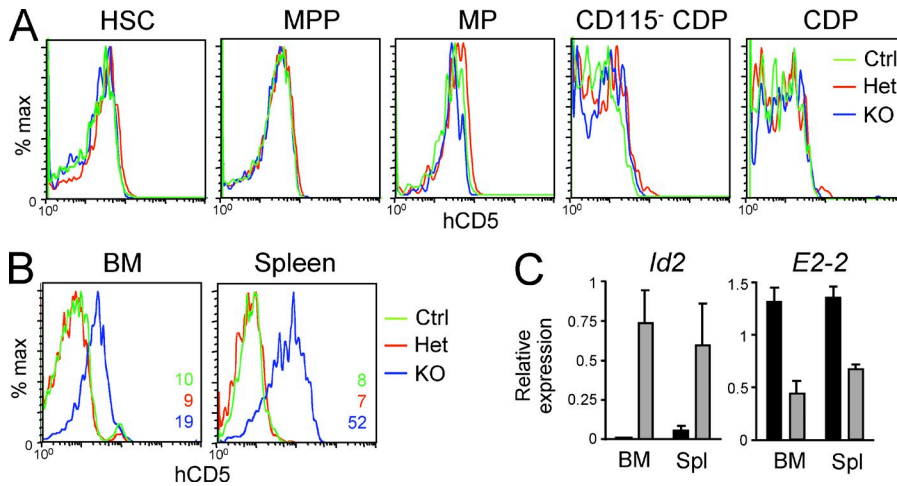 A
HSC
MPP
MP
CD115⁻ CDP
CDP
% max
0
10⁰
10⁰
10⁰
10⁰
10⁰
hCD5
Ctrl
Het
KO
B
BM
Spleen
% max
0
10⁰
10⁰
hCD5
10
9
19
8
7
52
Ctrl
Het
KO
C
Id2
E2-2
Relative
expression
1
0.75
0.5
0.25
0
BM
Spl
1.5
1
0.5
0
BM
Spl